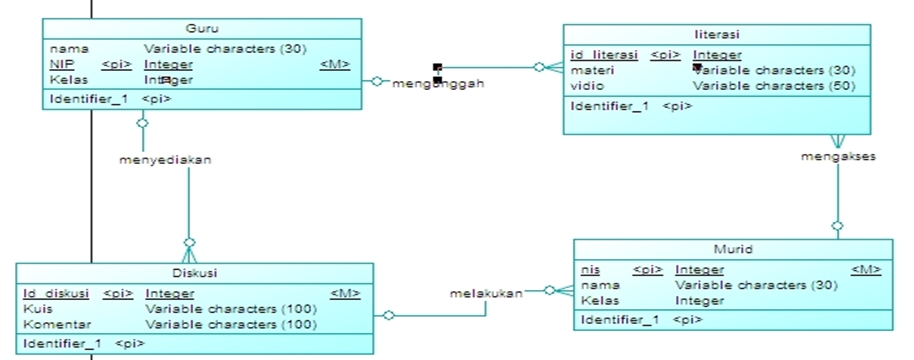 Guru
nama Variable characters (30)
NIP <pi> Integer <M>
Kelas Integer
Identifier_1 <pi>
literasi
id_literasi <pi> Integer
materi Variable characters (30)
vidio Variable characters (50)
Identifier_1 <pi>
mengunggah
menyediakan
mengakses
Diskusi
Id_diskusi <pi> Integer <M>
Kuis Variable characters (100)
Komentar Variable characters (100)
Identifier_1 <pi>
melakukan
Murid
nis <pi> Integer <M>
nama Variable characters (30)
Kelas Integer
Identifier_1 <pi>